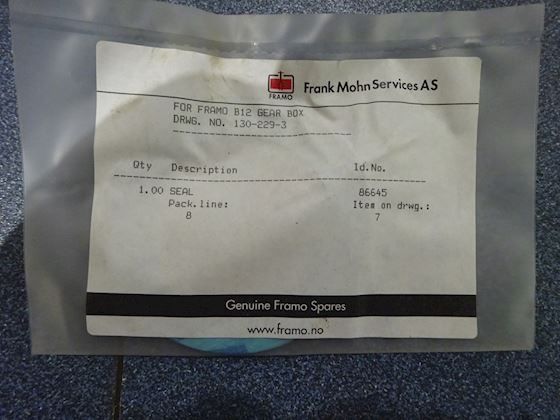 FRAMO
Frank Mohn Services AS
FOR FRAMO B12 GEAR BOX
DRWG. NO. 130-229-3
Qty Description Id.No.
1.00 SEAL 86645
Pack.line: Item on drwg.:
8 7
Genuine Framo Spares
www.framo.no